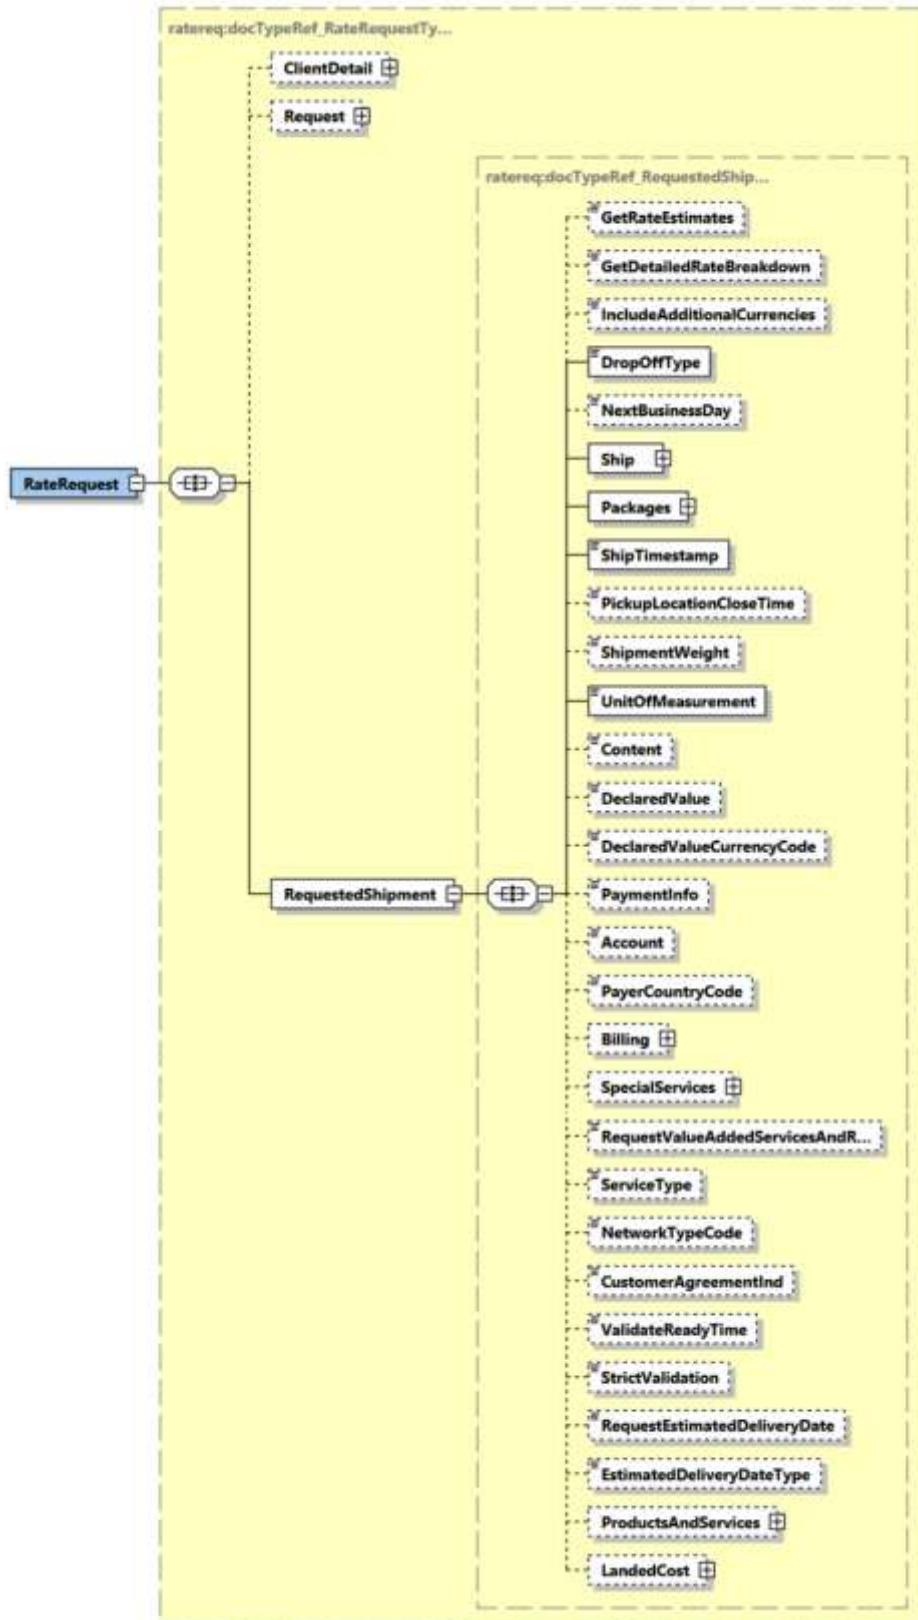 ratereq:docTypeRef_RateRequestTy...
ClientDetail
Request
ratereq:docTypeRef_RequestedShip...
GetRateEstimates
GetDetailedRateBreakdown
IncludeAdditionalCurrencies
DropOffType
NextBusinessDay
Ship
RateRequest
Packages
ShipTimestamp
PickupLocationCloseTime
ShipmentWeight
UnitOfMeasurement
Content
DeclaredValue
DeclaredValueCurrencyCode
RequestedShipment
PaymentInfo
Account
PayerCountryCode
Billing
SpecialServices
RequestValueAddedServicesAndR...
ServiceType
NetworkTypeCode
CustomerAgreementInd
ValidateReadyTime
StrictValidation
RequestEstimatedDeliveryDate
EstimatedDeliveryDateType
ProductsAndServices
LandedCost